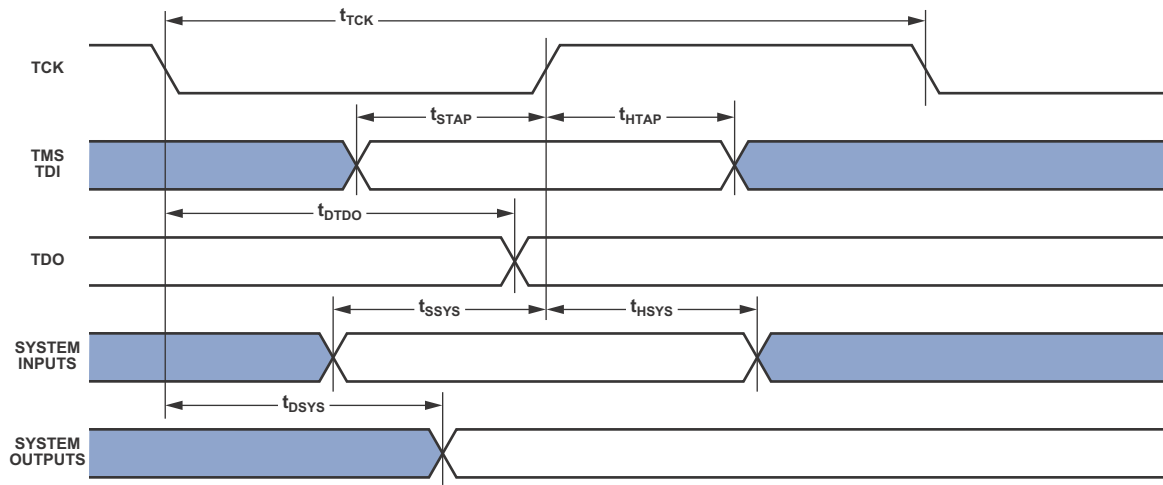 tTCK
TCK
tSTAP
tHTAP
TMS
TDI
tDTDO
TDO
tSSYS
tHSYS
SYSTEM
INPUTS
tDSYS
SYSTEM
OUTPUTS